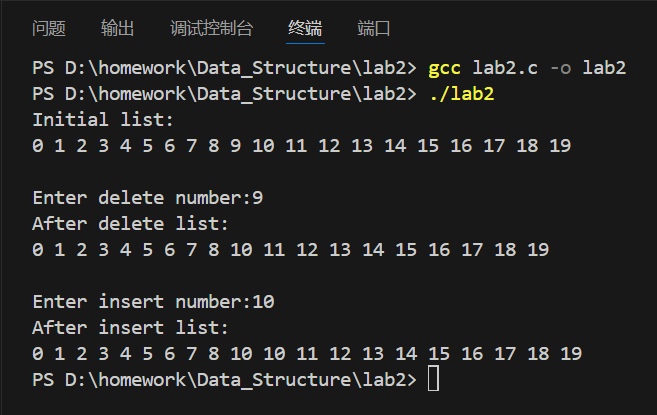 问题 输出 调试控制台 终端 端口
PS D:\homework\Data_Structure\lab2> gcc lab2.c -o lab2
PS D:\homework\Data_Structure\lab2> ./lab2
Initial list:
0 1 2 3 4 5 6 7 8 9 10 11 12 13 14 15 16 17 18 19
Enter delete number:9
After delete list:
0 1 2 3 4 5 6 7 8 10 11 12 13 14 15 16 17 18 19
Enter insert number:10
After insert list:
0 1 2 3 4 5 6 7 8 10 10 11 12 13 14 15 16 17 18 19
PS D:\homework\Data_Structure\lab2>